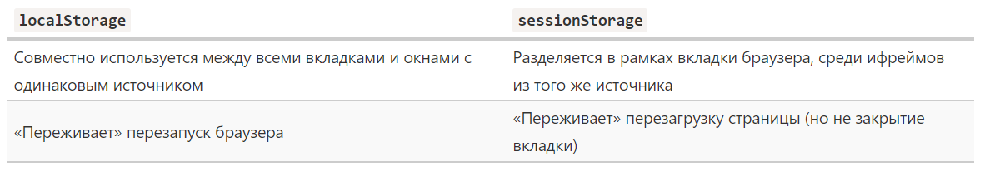 localStorage
sessionStorage
Совместно используется между всеми вкладками и окнами с
одинаковым источником
Разделяется в рамках вкладки браузера, среди ифреймов
из того же источника
«Переживает» перезапуск браузера
«Переживает» перезагрузку страницы (но не закрытие
вкладки)